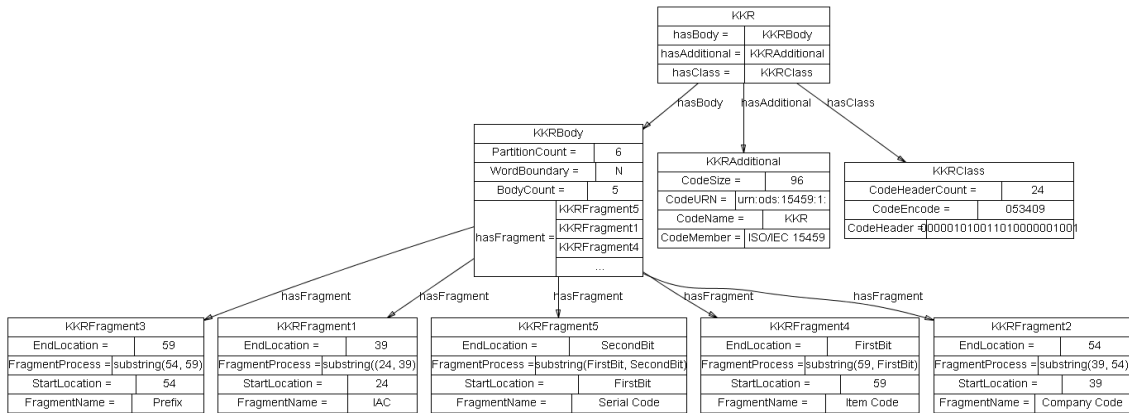 KKR
hasBody = KKRBody
hasAdditional = KKRAdditional
hasClass = KKRClass
hasBody hasAdditional hasClass
KKRBody
PartitionCount = 6
WordBoundary = N
BodyCount = 5
hasFragment =
KKRFragment5
KKRFragment1
KKRFragment4
...
KKRAdditional
CodeSize = 96
CodeURN = urn:ods:15459:1:
CodeName = KKR
CodeMember = ISO/IEC 15459
KKRClass
CodeHeaderCount = 24
CodeEncode = 053409
CodeHeader =
hasFragment hasFragment hasFragment hasFragment hasFragment
KKRFragment3
EndLocation = 59
FragmentProcess = substring(54, 59)
StartLocation = 54
FragmentName = Prefix
KKRFragment1
EndLocation = 39
FragmentProcess = substring((24, 39)
StartLocation = 24
FragmentName = IAC
KKRFragment5
EndLocation = SecondBit
FragmentProcess = substring(FirstBit, SecondBit)
StartLocation = FirstBit
FragmentName = Serial Code
KKRFragment4
EndLocation = FirstBit
FragmentProcess = substring(59, FirstBit)
StartLocation = 59
FragmentName = Item Code
KKRFragment2
EndLocation = 54
FragmentProcess = substring(39, 54)
StartLocation = 39
FragmentName = Company Code